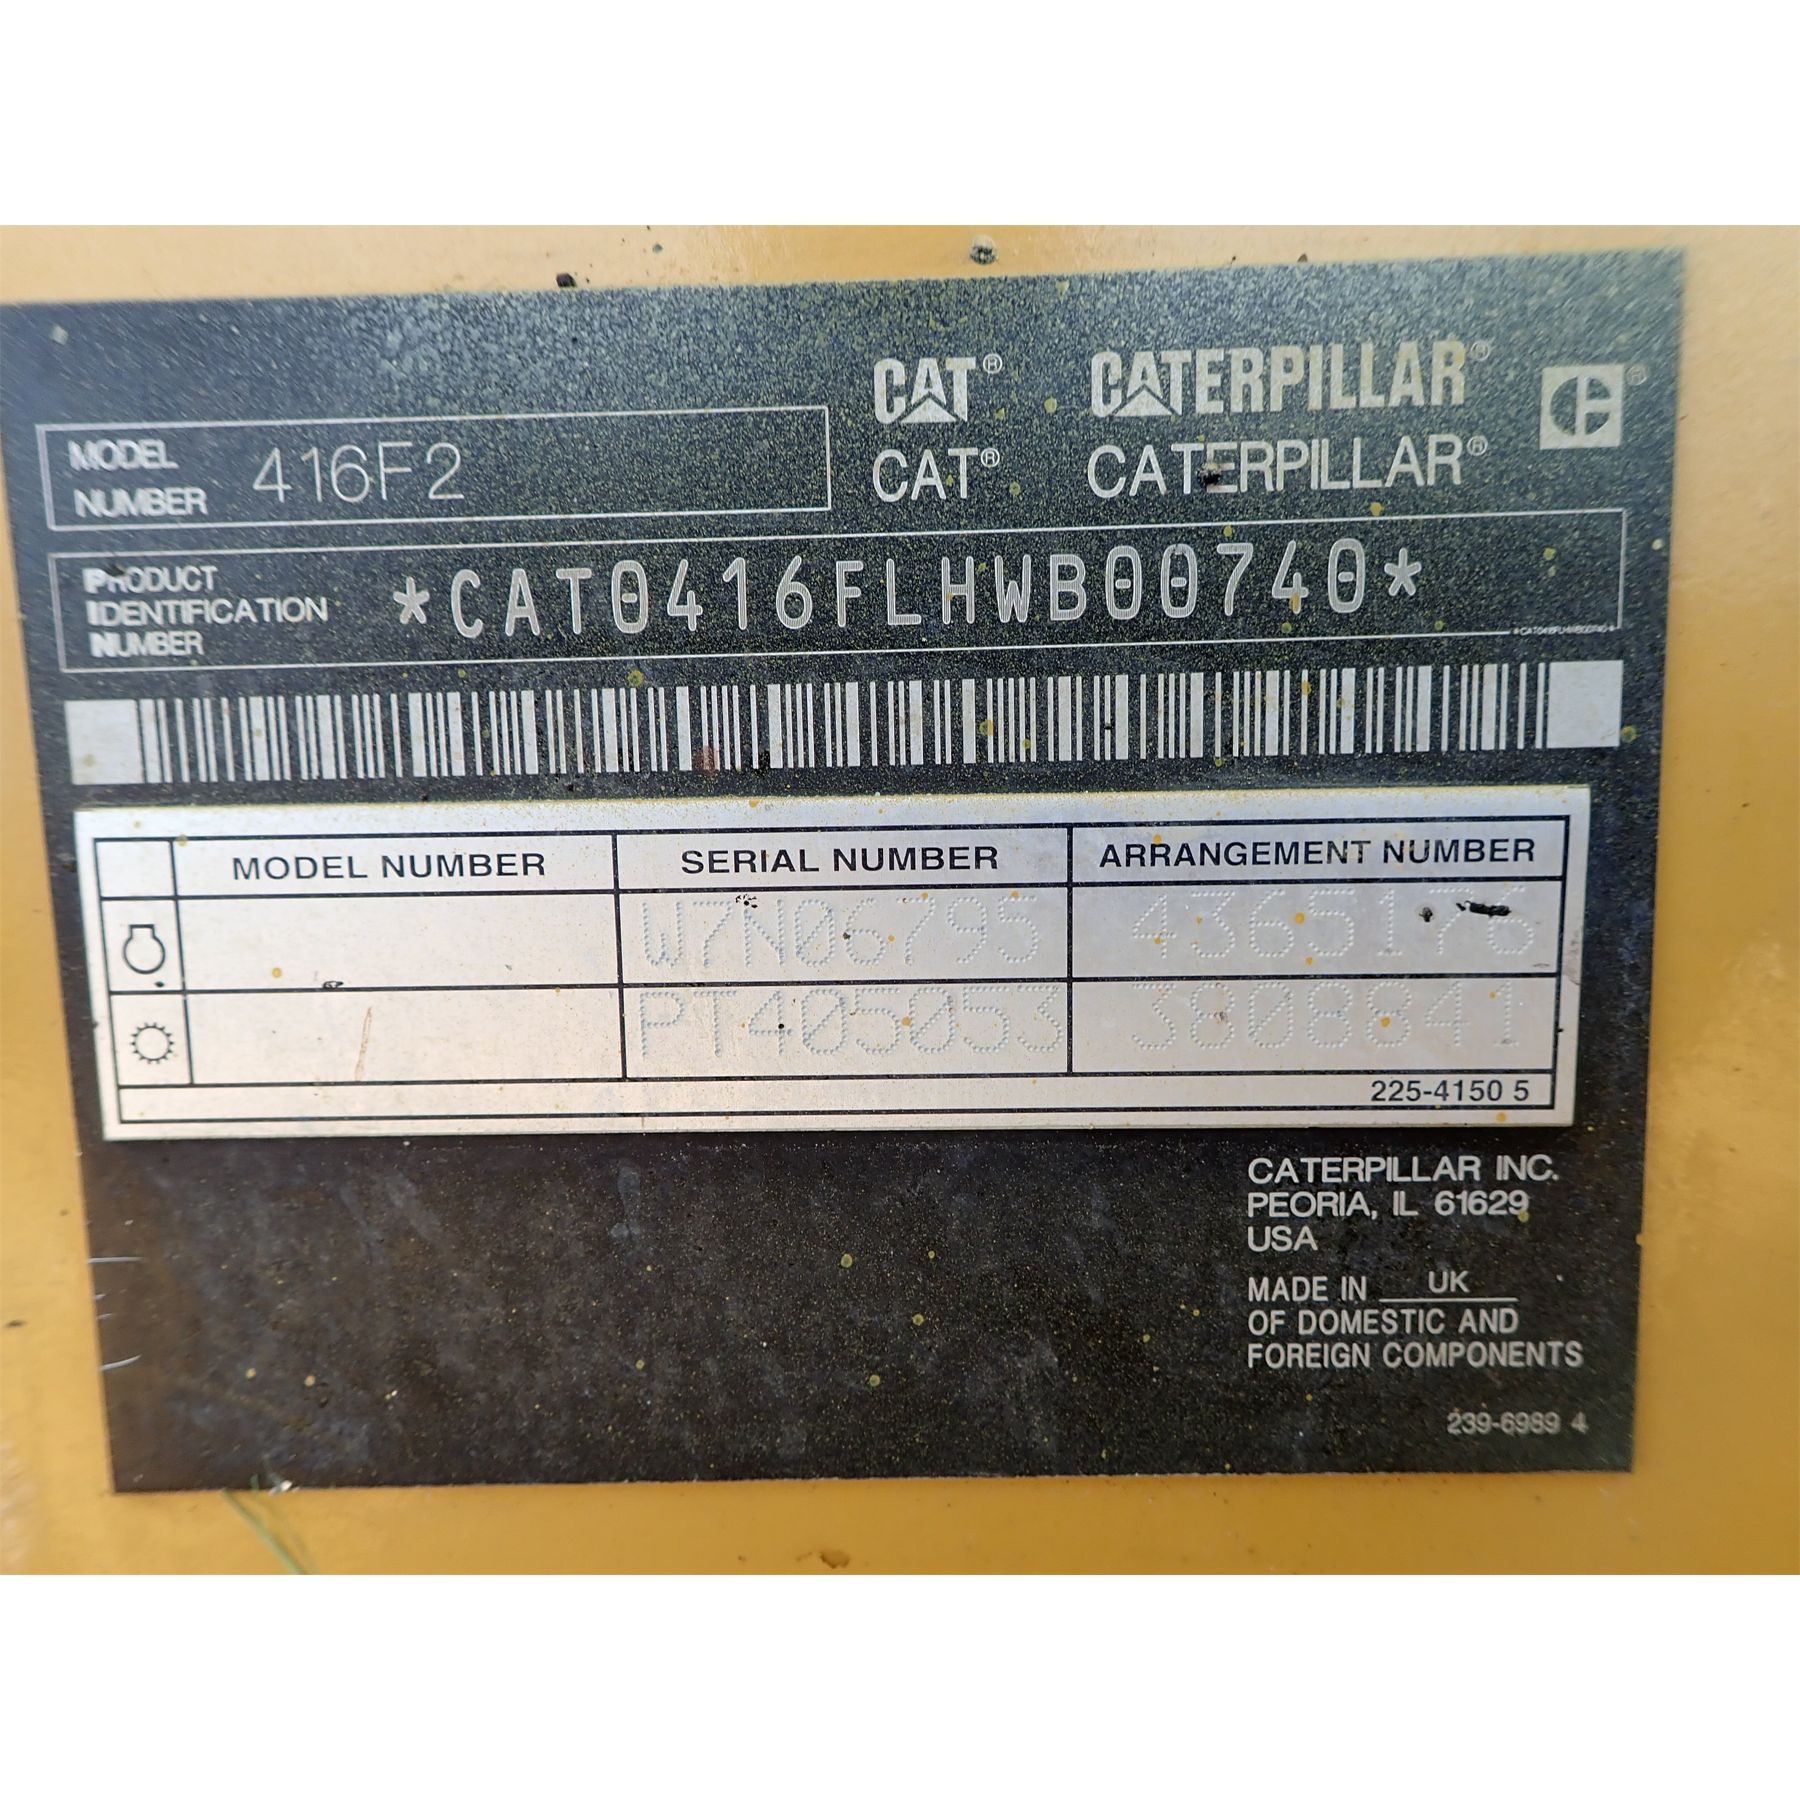 CAT® CATERPILLAR®
CAT® CATERPILLAR®
MODEL
NUMBER 416F2
PRODUCT
IDENTIFICATION
NUMBER
*CAT0416FLHWB00740*
*CAT0416FLHWB00740*
MODEL NUMBER SERIAL NUMBER ARRANGEMENT NUMBER
W7N06795 4365176
PT405053 3808841
225-4150 5
CATERPILLAR INC.
PEORIA, IL 61629
USA
MADE IN UK
OF DOMESTIC AND
FOREIGN COMPONENTS
239-6989 4